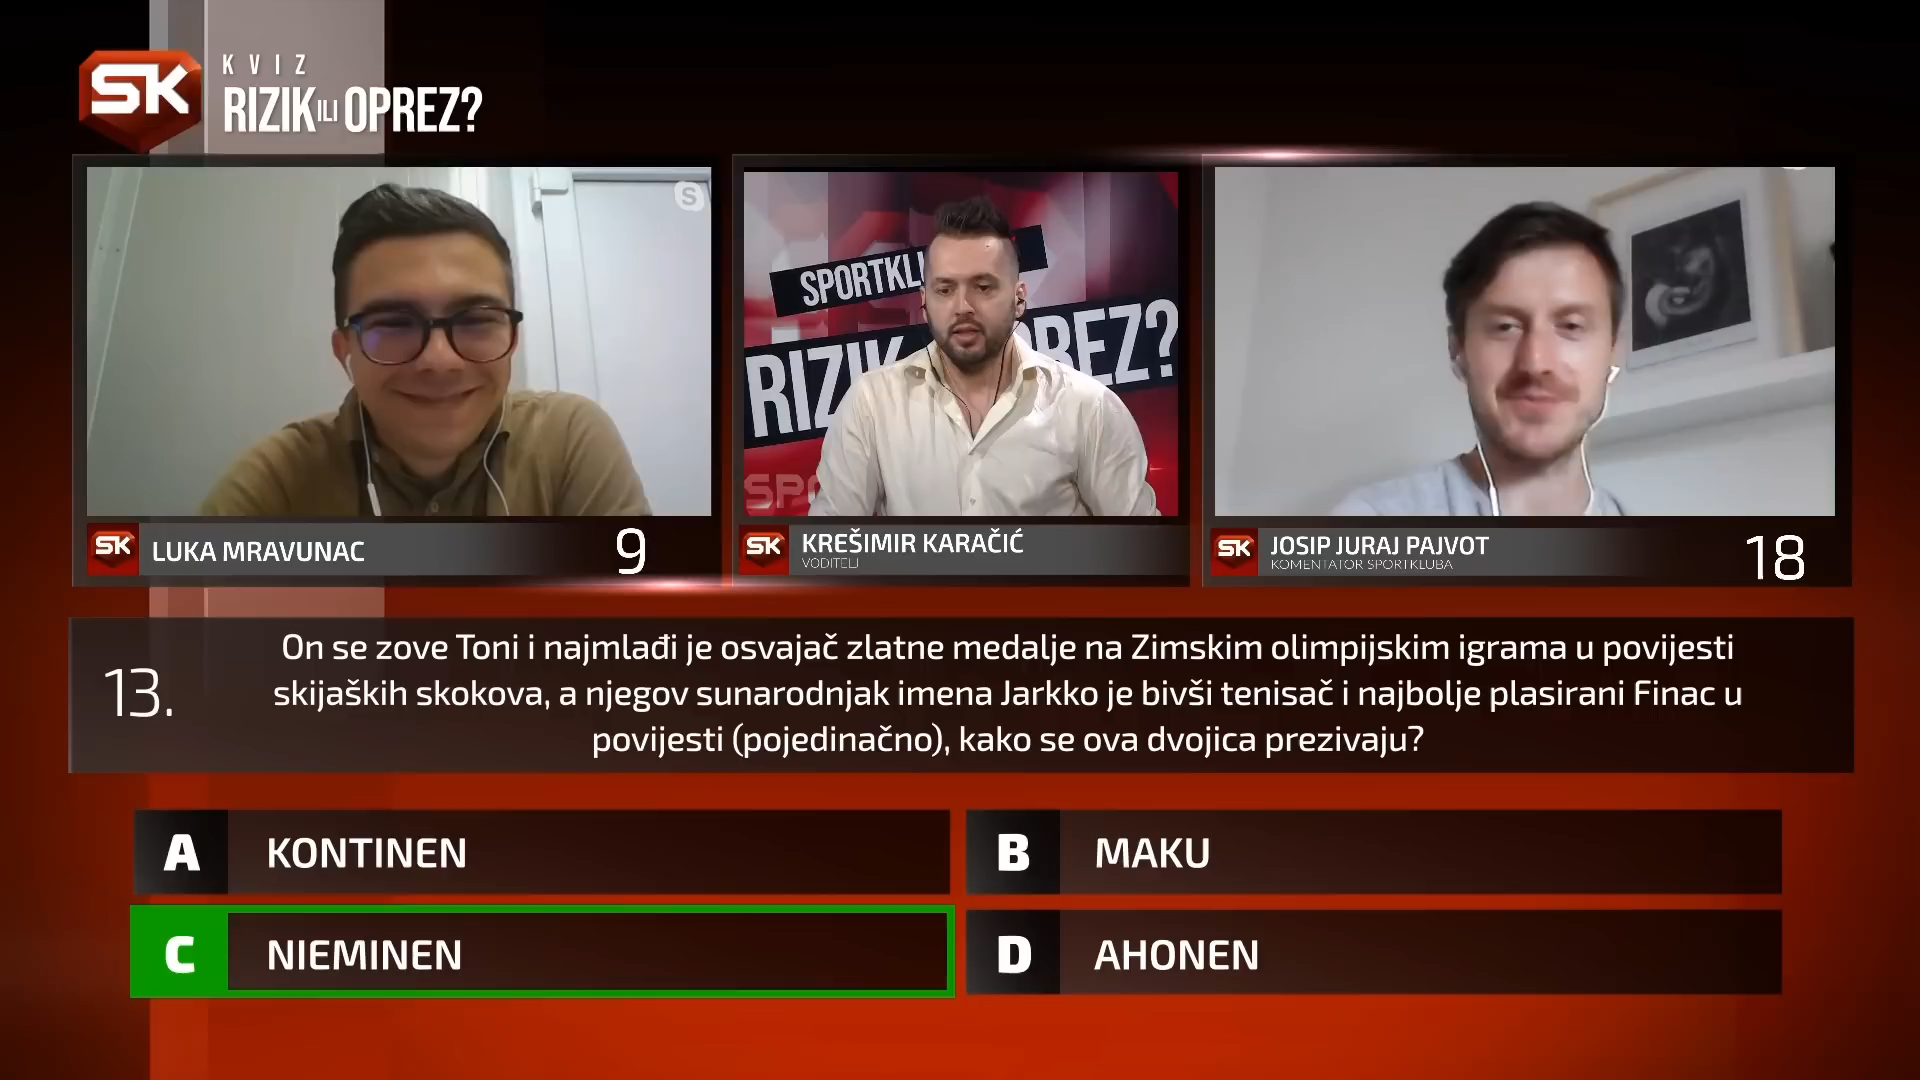 SK
KVIZ
RIZIK ILI OPREZ?
S
SPORTKLU
RIZIK OPREZ?
SPO
SK
LUKA MRAVUNAC
9
SK
KREŠIMIR KARAČIĆ
VODITELJ
SK
JOSIP JURAJ PAJVOT
KOMENTATOR SPORTKLUBA
18
13.
On se zove Toni i najmlađi je osvajač zlatne medalje na Zimskim olimpijskim igrama u povijesti
skijaških skokova, a njegov sunarodnjak imena Jarkko je bivši tenisač i najbolje plasirani Finac u
povijesti (pojedinačno), kako se ova dvojica prezivaju?
A KONTINEN
B MAKU
C NIEMINEN
D AHONEN